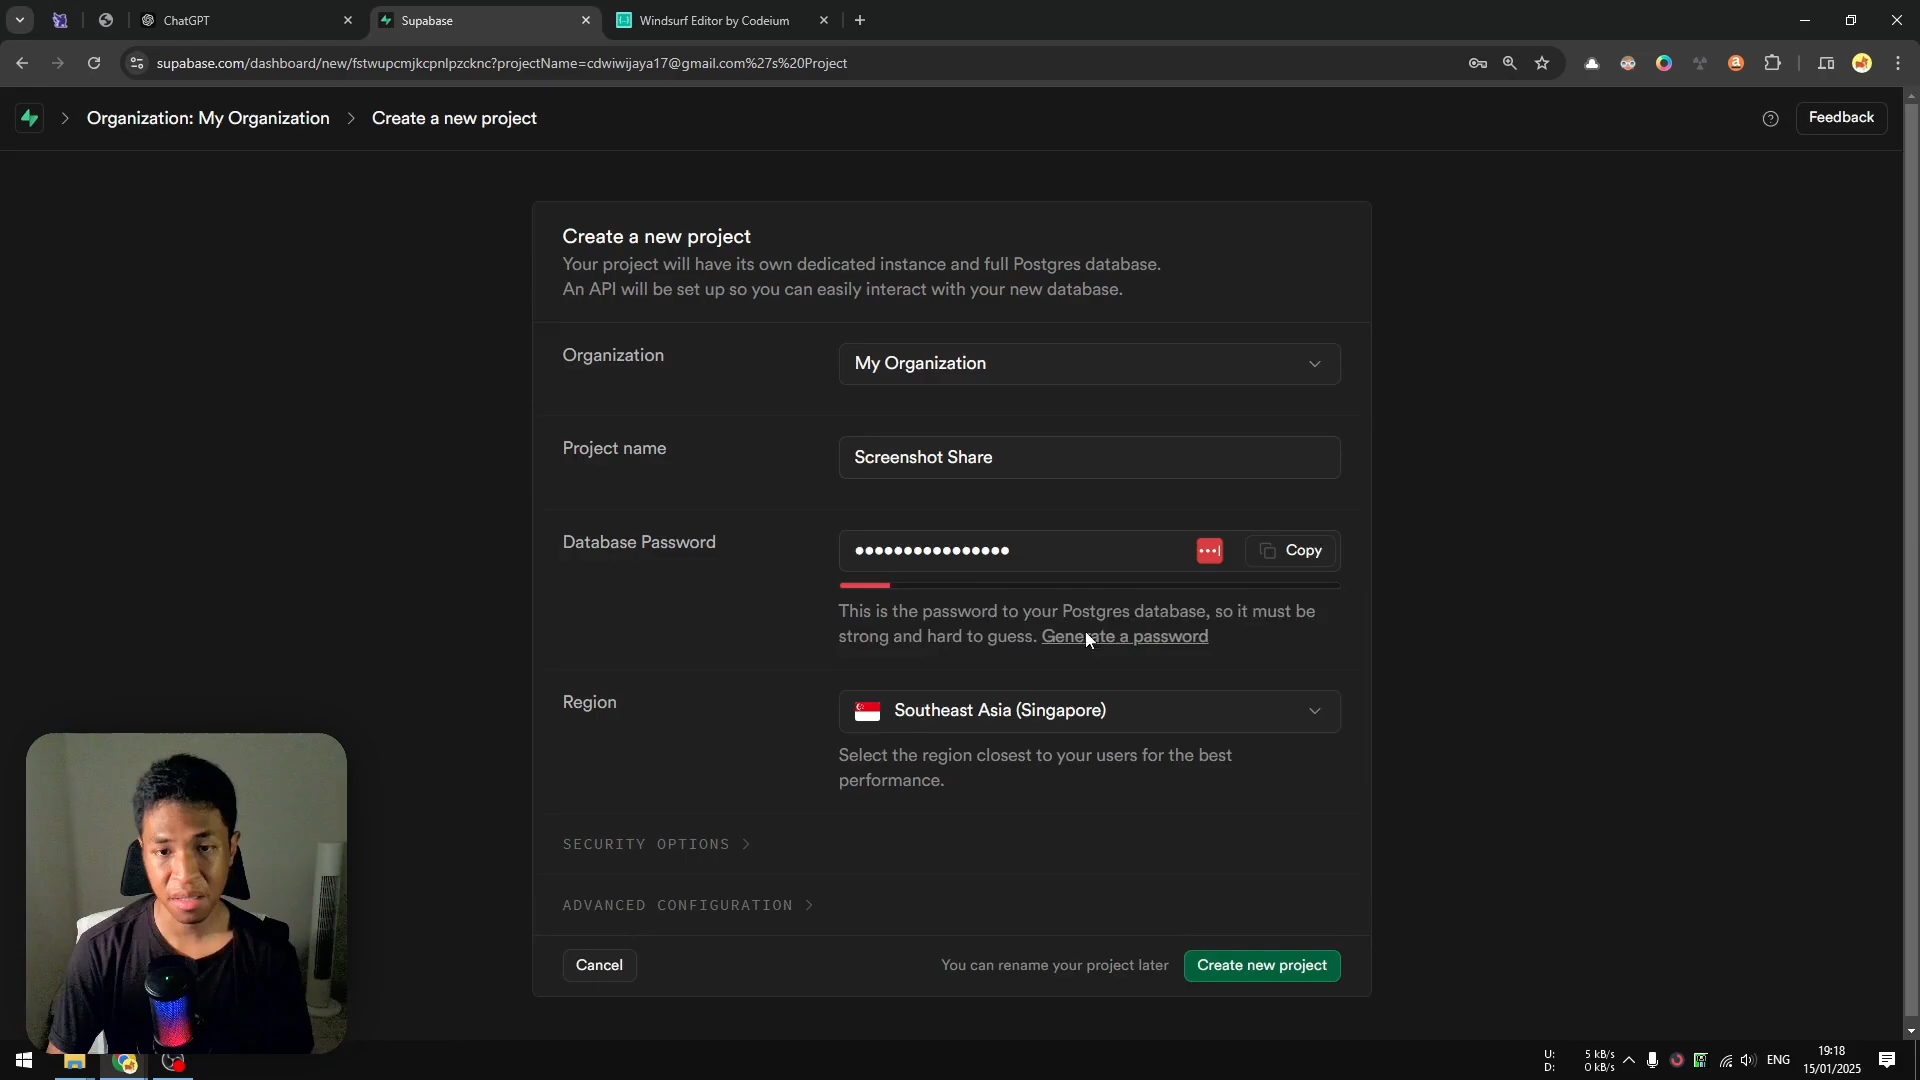 ChatGPT
Supabase
Windsurf Editor by Codeium
supabase.com/dashboard/new/fstwupcmjkcpnlpzcknc?projectName=cdwiwijaya17@gmail.com%27s%20Project
Organization: My Organization
Create a new project
Feedback
Create a new project
Your project will have its own dedicated instance and full Postgres database.
An API will be set up so you can easily interact with your new database.
Organization
My Organization
Project name
Screenshot Share
Database Password
••••••••••••••••
Copy
This is the password to your Postgres database, so it must be
strong and hard to guess. Generate a password
Region
Southeast Asia (Singapore)
Select the region closest to your users for the best
performance.
SECURITY OPTIONS
ADVANCED CONFIGURATION
Cancel
You can rename your project later
Create new project
U: 5 kB/s
D: 0 kB/s
ENG
19:18
15/01/2025